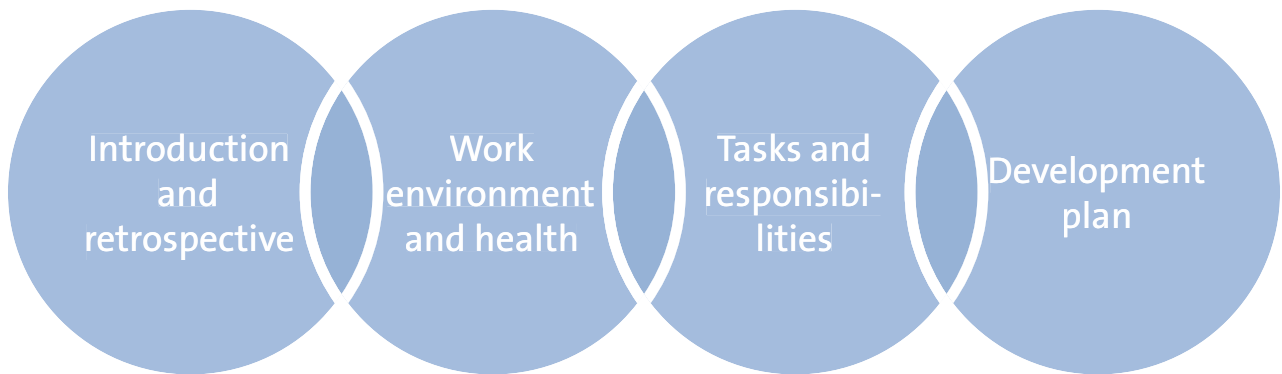 Introduction
and
retrospective
Work
environment
and health
Tasks and
responsibi-
lities
Development
plan